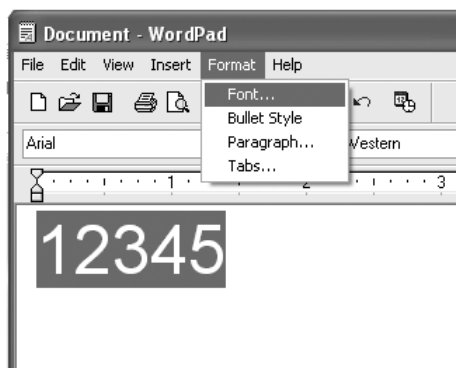 Document - WordPad
File Edit View Insert Format Help
Font...
Bullet Style
Arial
Western
Paragraph...
Tabs...
1 2 3
12345